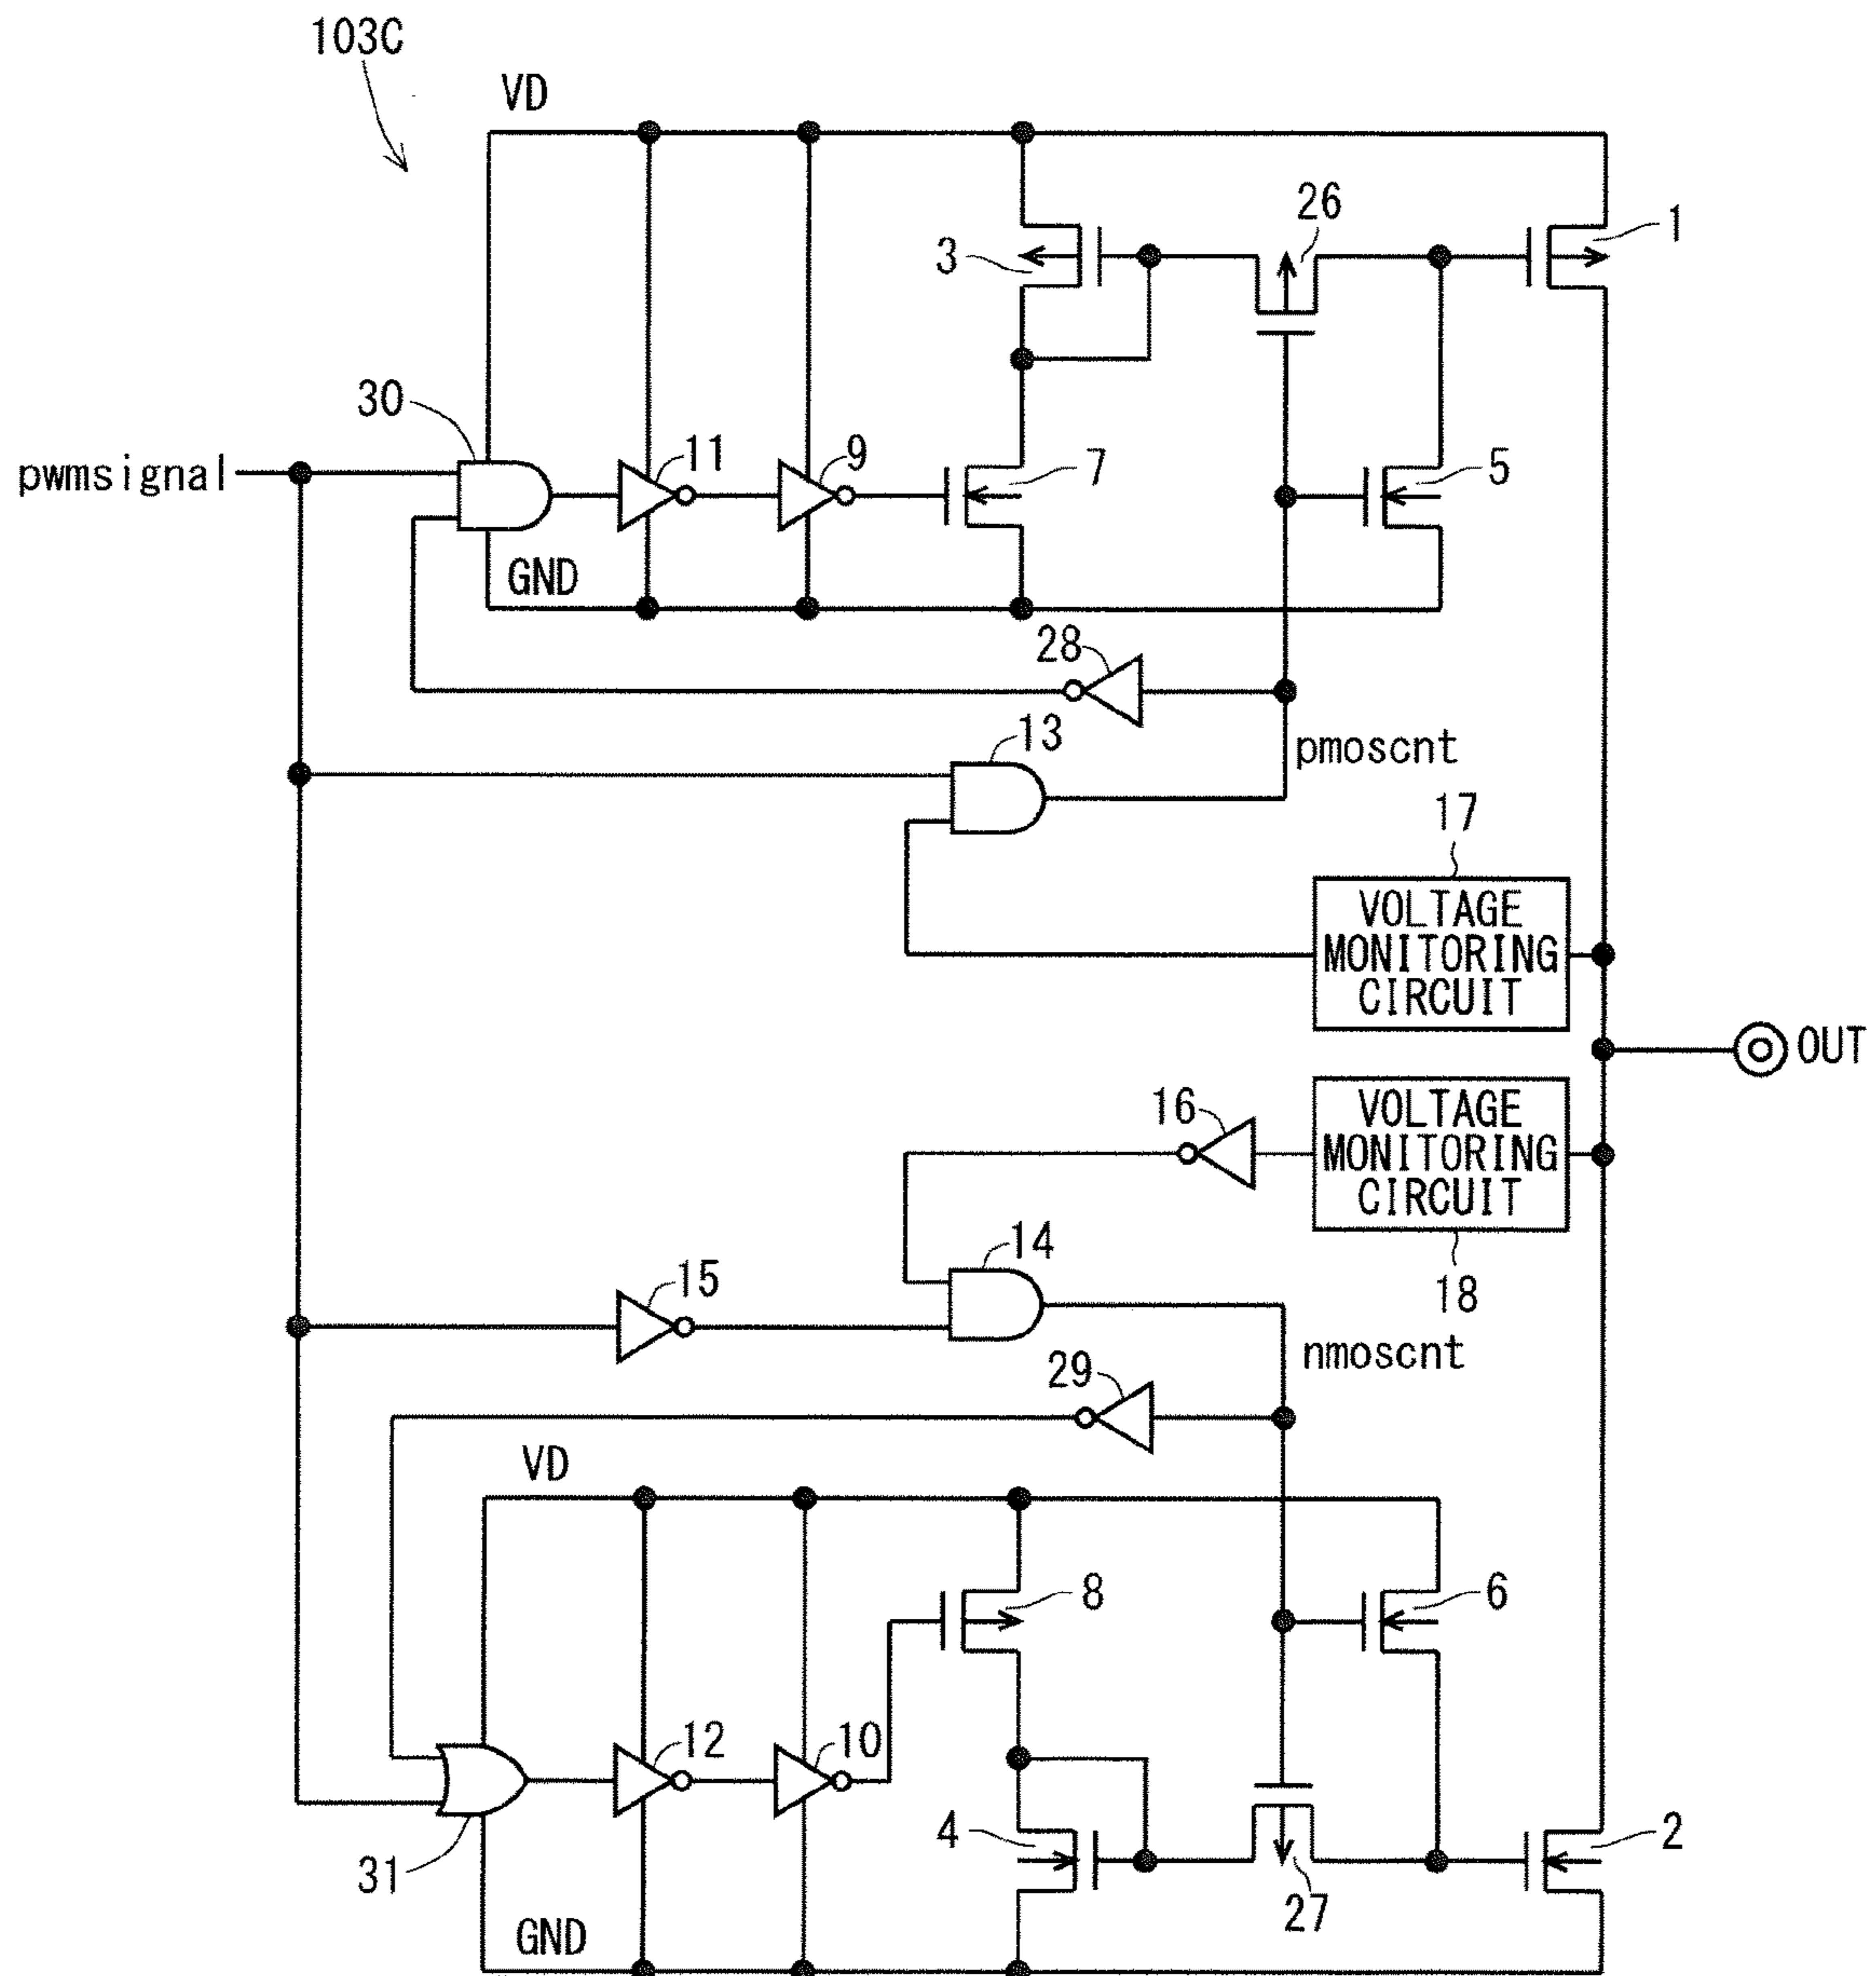 103C
VD
26
1
3
30
11
9
7
5
pwmsignal
GND
28
13
pmoscnt
17
VOLTAGE
MONITORING
CIRCUIT
OUT
16
VOLTAGE
MONITORING
CIRCUIT
14
15
18
nmoscnt
29
VD
8
6
12
10
4
2
31
27
GND